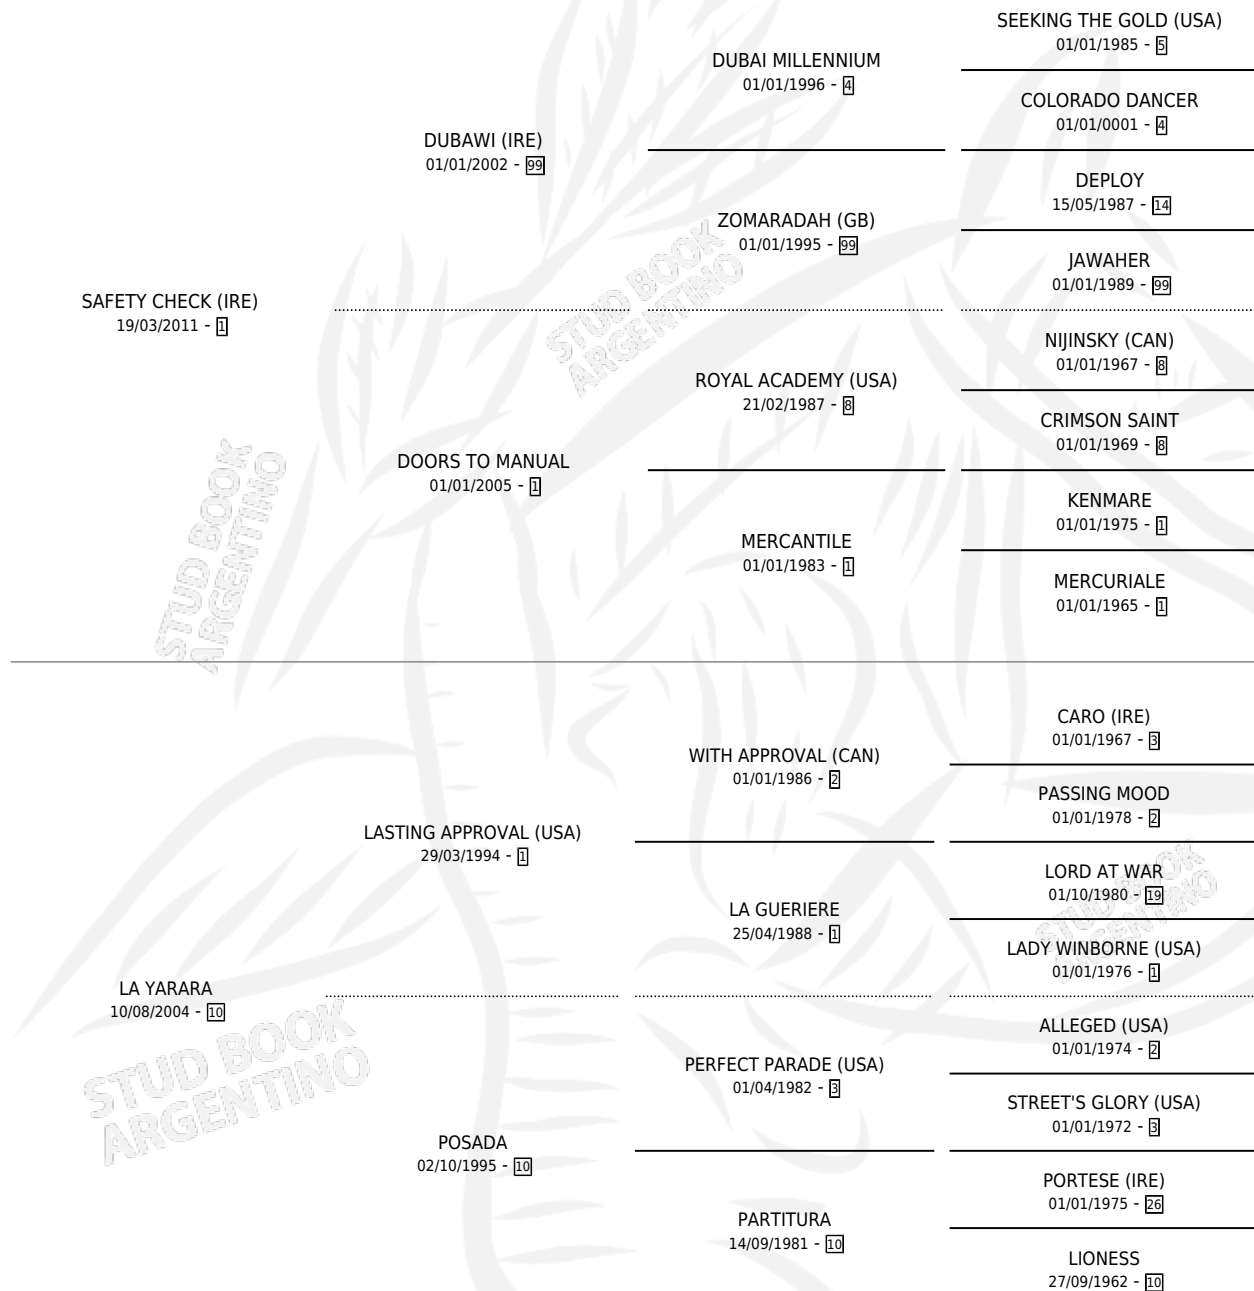 SEEKING THE GOLD (USA)
01/01/1985 - 5
DUBAI MILLENNIUM
01/01/1996 - 4
COLORADO DANCER
01/01/0001 - 4
DUBAWI (IRE)
01/01/2002 - 99
DEPLOY
15/05/1987 - 14
ZOMARADAH (GB)
01/01/1995 - 99
JAWAHER
01/01/1989 - 99
SAFETY CHECK (IRE)
19/03/2011 - 1
NIJINSKY (CAN)
01/01/1967 - 8
ROYAL ACADEMY (USA)
21/02/1987 - 8
CRIMSON SAINT
01/01/1969 - 8
DOORS TO MANUAL
01/01/2005 - 1
KENMARE
01/01/1975 - 1
MERCANTILE
01/01/1983 - 1
MERCURIALE
01/01/1965 - 1
CARO (IRE)
01/01/1967 - 3
WITH APPROVAL (CAN)
01/01/1986 - 2
PASSING MOOD
01/01/1978 - 2
LASTING APPROVAL (USA)
29/03/1994 - 1
LORD AT WAR
01/10/1980 - 19
LA GUERIERE
25/04/1988 - 1
LADY WINBORNE (USA)
01/01/1976 - 1
LA YARARA
10/08/2004 - 10
ALLEGED (USA)
01/01/1974 - 2
PERFECT PARADE (USA)
01/04/1982 - 3
STREET'S GLORY (USA)
01/01/1972 - 3
POSADA
02/10/1995 - 10
PORTESE (IRE)
01/01/1975 - 26
PARTITURA
14/09/1981 - 10
LIONESS
27/09/1962 - 10
STUD BOOK
ARGENTINO
STUD BOOK
ARGENTINO
STUD BOOK
ARGENTINO
STUD BOOK
ARGENTINO